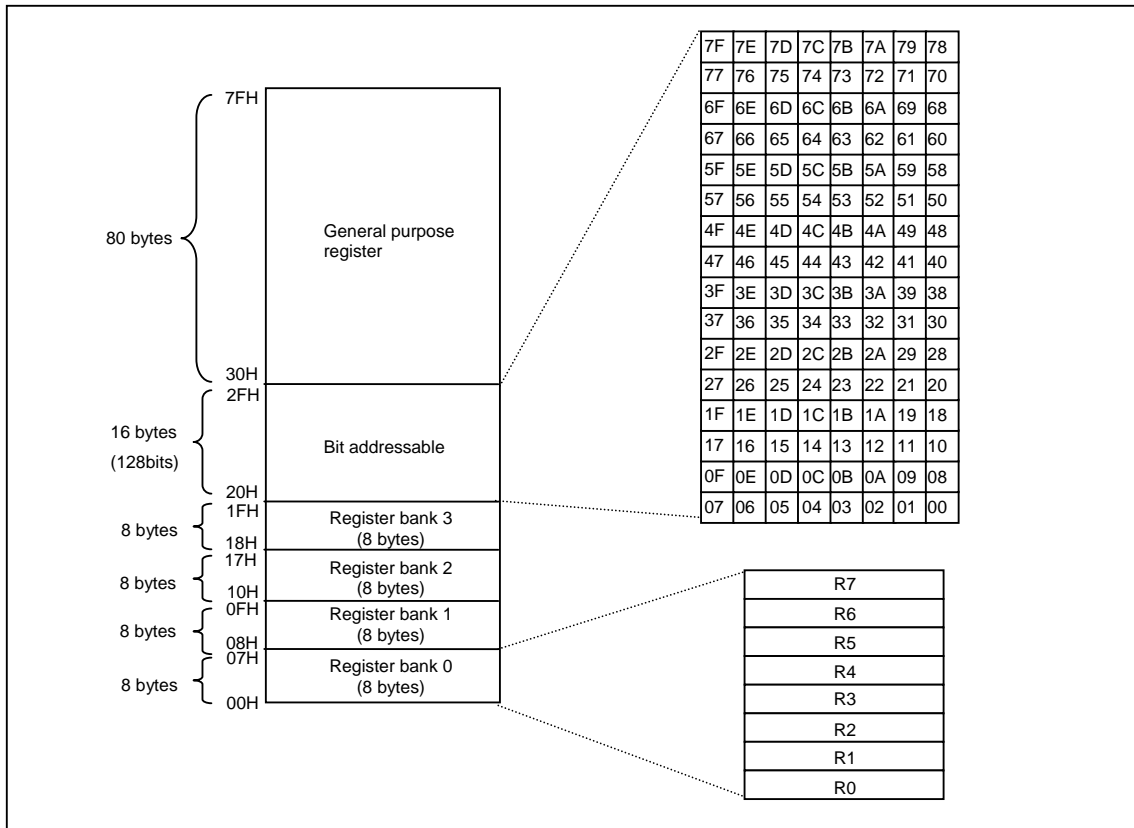 7FH
80 bytes
General purpose
register
30H
2FH
16 bytes
(128bits)
Bit addressable
20H
1FH
8 bytes
Register bank 3
(8 bytes)
18H
17H
8 bytes
Register bank 2
(8 bytes)
10H
0FH
8 bytes
Register bank 1
(8 bytes)
08H
07H
8 bytes
Register bank 0
(8 bytes)
00H
7F 7E 7D 7C 7B 7A 79 78
77 76 75 74 73 72 71 70
6F 6E 6D 6C 6B 6A 69 68
67 66 65 64 63 62 61 60
5F 5E 5D 5C 5B 5A 59 58
57 56 55 54 53 52 51 50
4F 4E 4D 4C 4B 4A 49 48
47 46 45 44 43 42 41 40
3F 3E 3D 3C 3B 3A 39 38
37 36 35 34 33 32 31 30
2F 2E 2D 2C 2B 2A 29 28
27 26 25 24 23 22 21 20
1F 1E 1D 1C 1B 1A 19 18
17 16 15 14 13 12 11 10
0F 0E 0D 0C 0B 0A 09 08
07 06 05 04 03 02 01 00
R7
R6
R5
R4
R3
R2
R1
R0